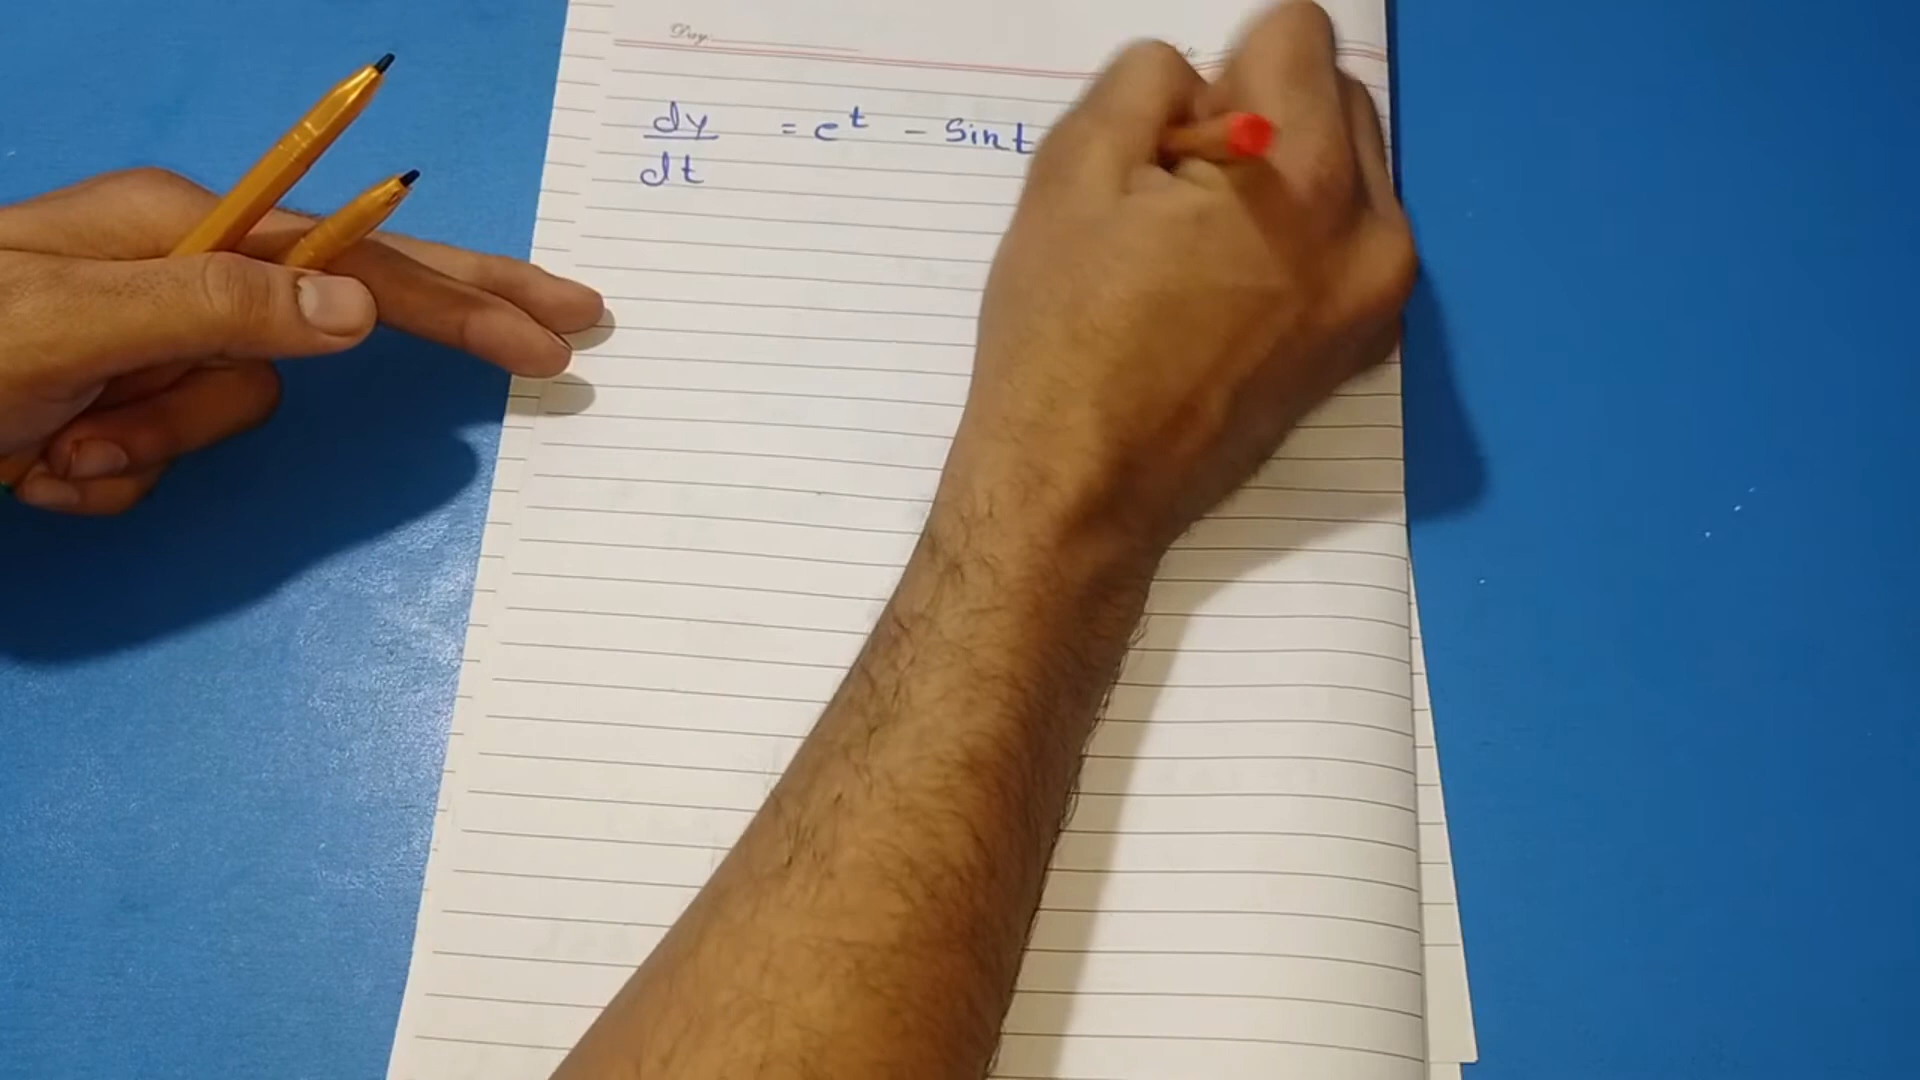 Day
dy = e^t - Sint
dt